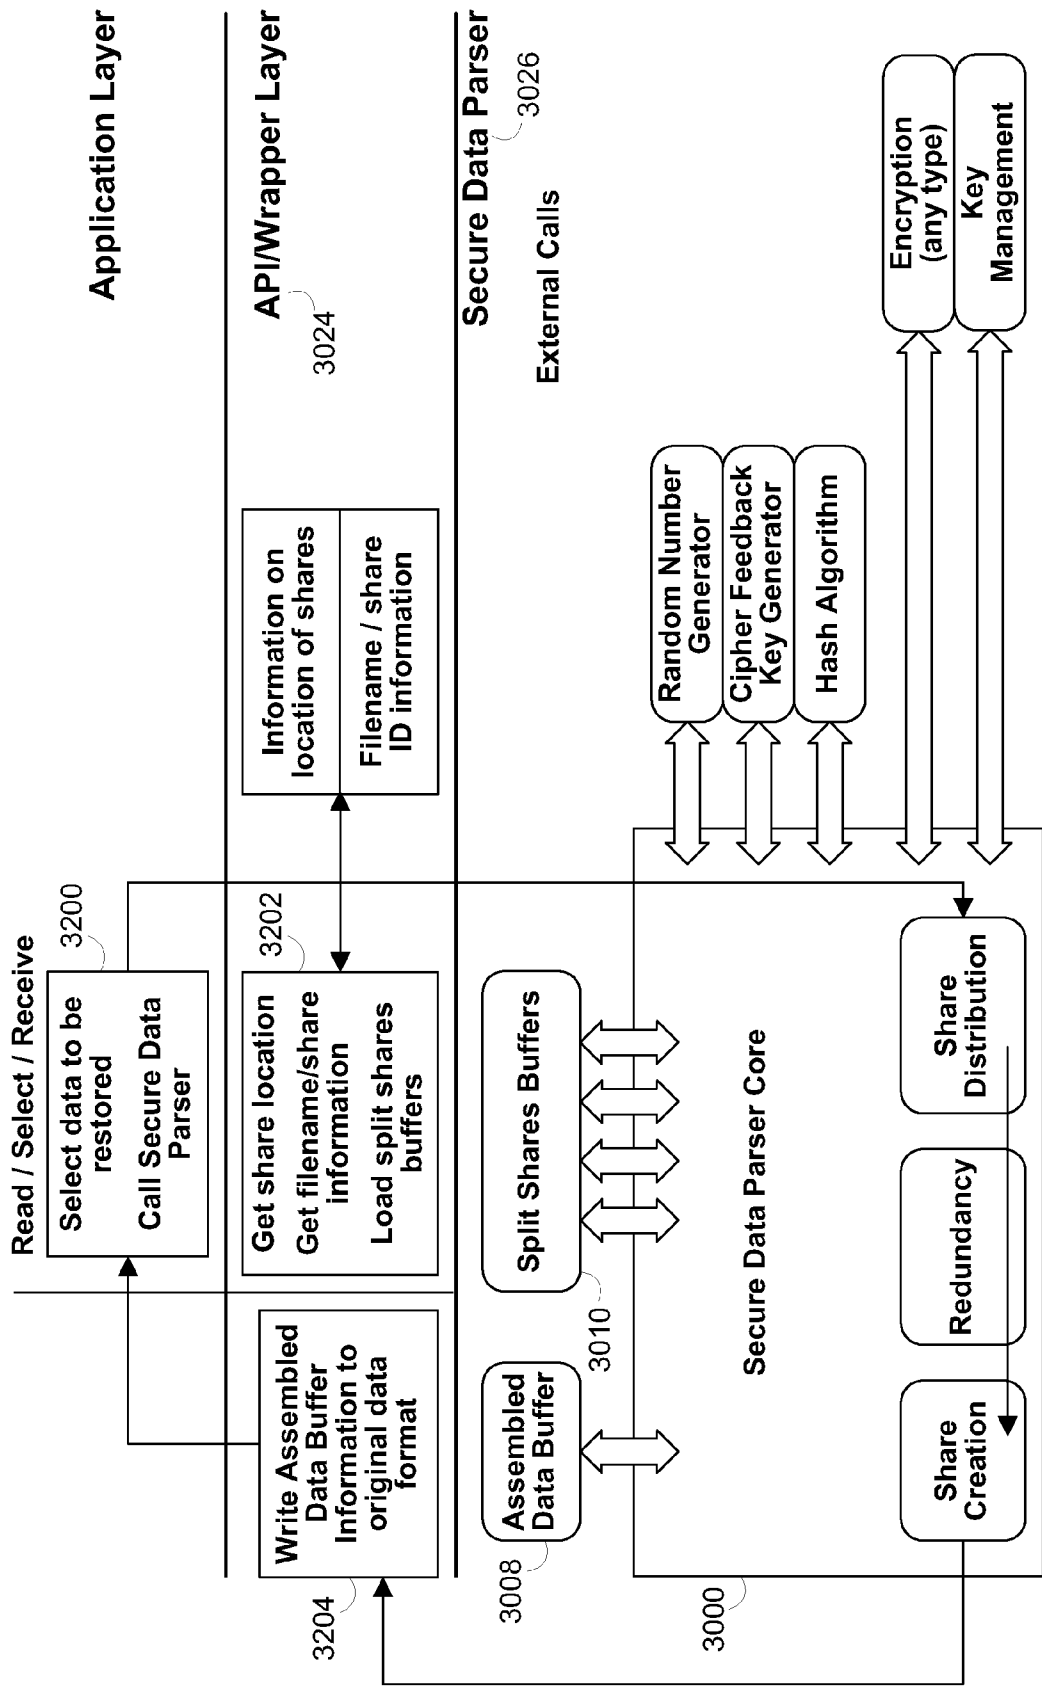 Read / Select / Receive
Application Layer
3200
Select data to be
restored
Call Secure Data
Parser
API/Wrapper Layer
3024
3204
Write Assembled
Data Buffer
Information to
original data
format
3202
Get share location
Get filename/share
information
Load split shares
buffers
Information on
location of shares
Filename / share
ID information
Secure Data Parser
3026
External Calls
3008
Assembled
Data Buffer
3010
Split Shares Buffers
3000
Secure Data Parser Core
Random Number
Generator
Cipher Feedback
Key Generator
Hash Algorithm
Encryption
(any type)
Key
Management
Share
Creation
Redundancy
Share
Distribution